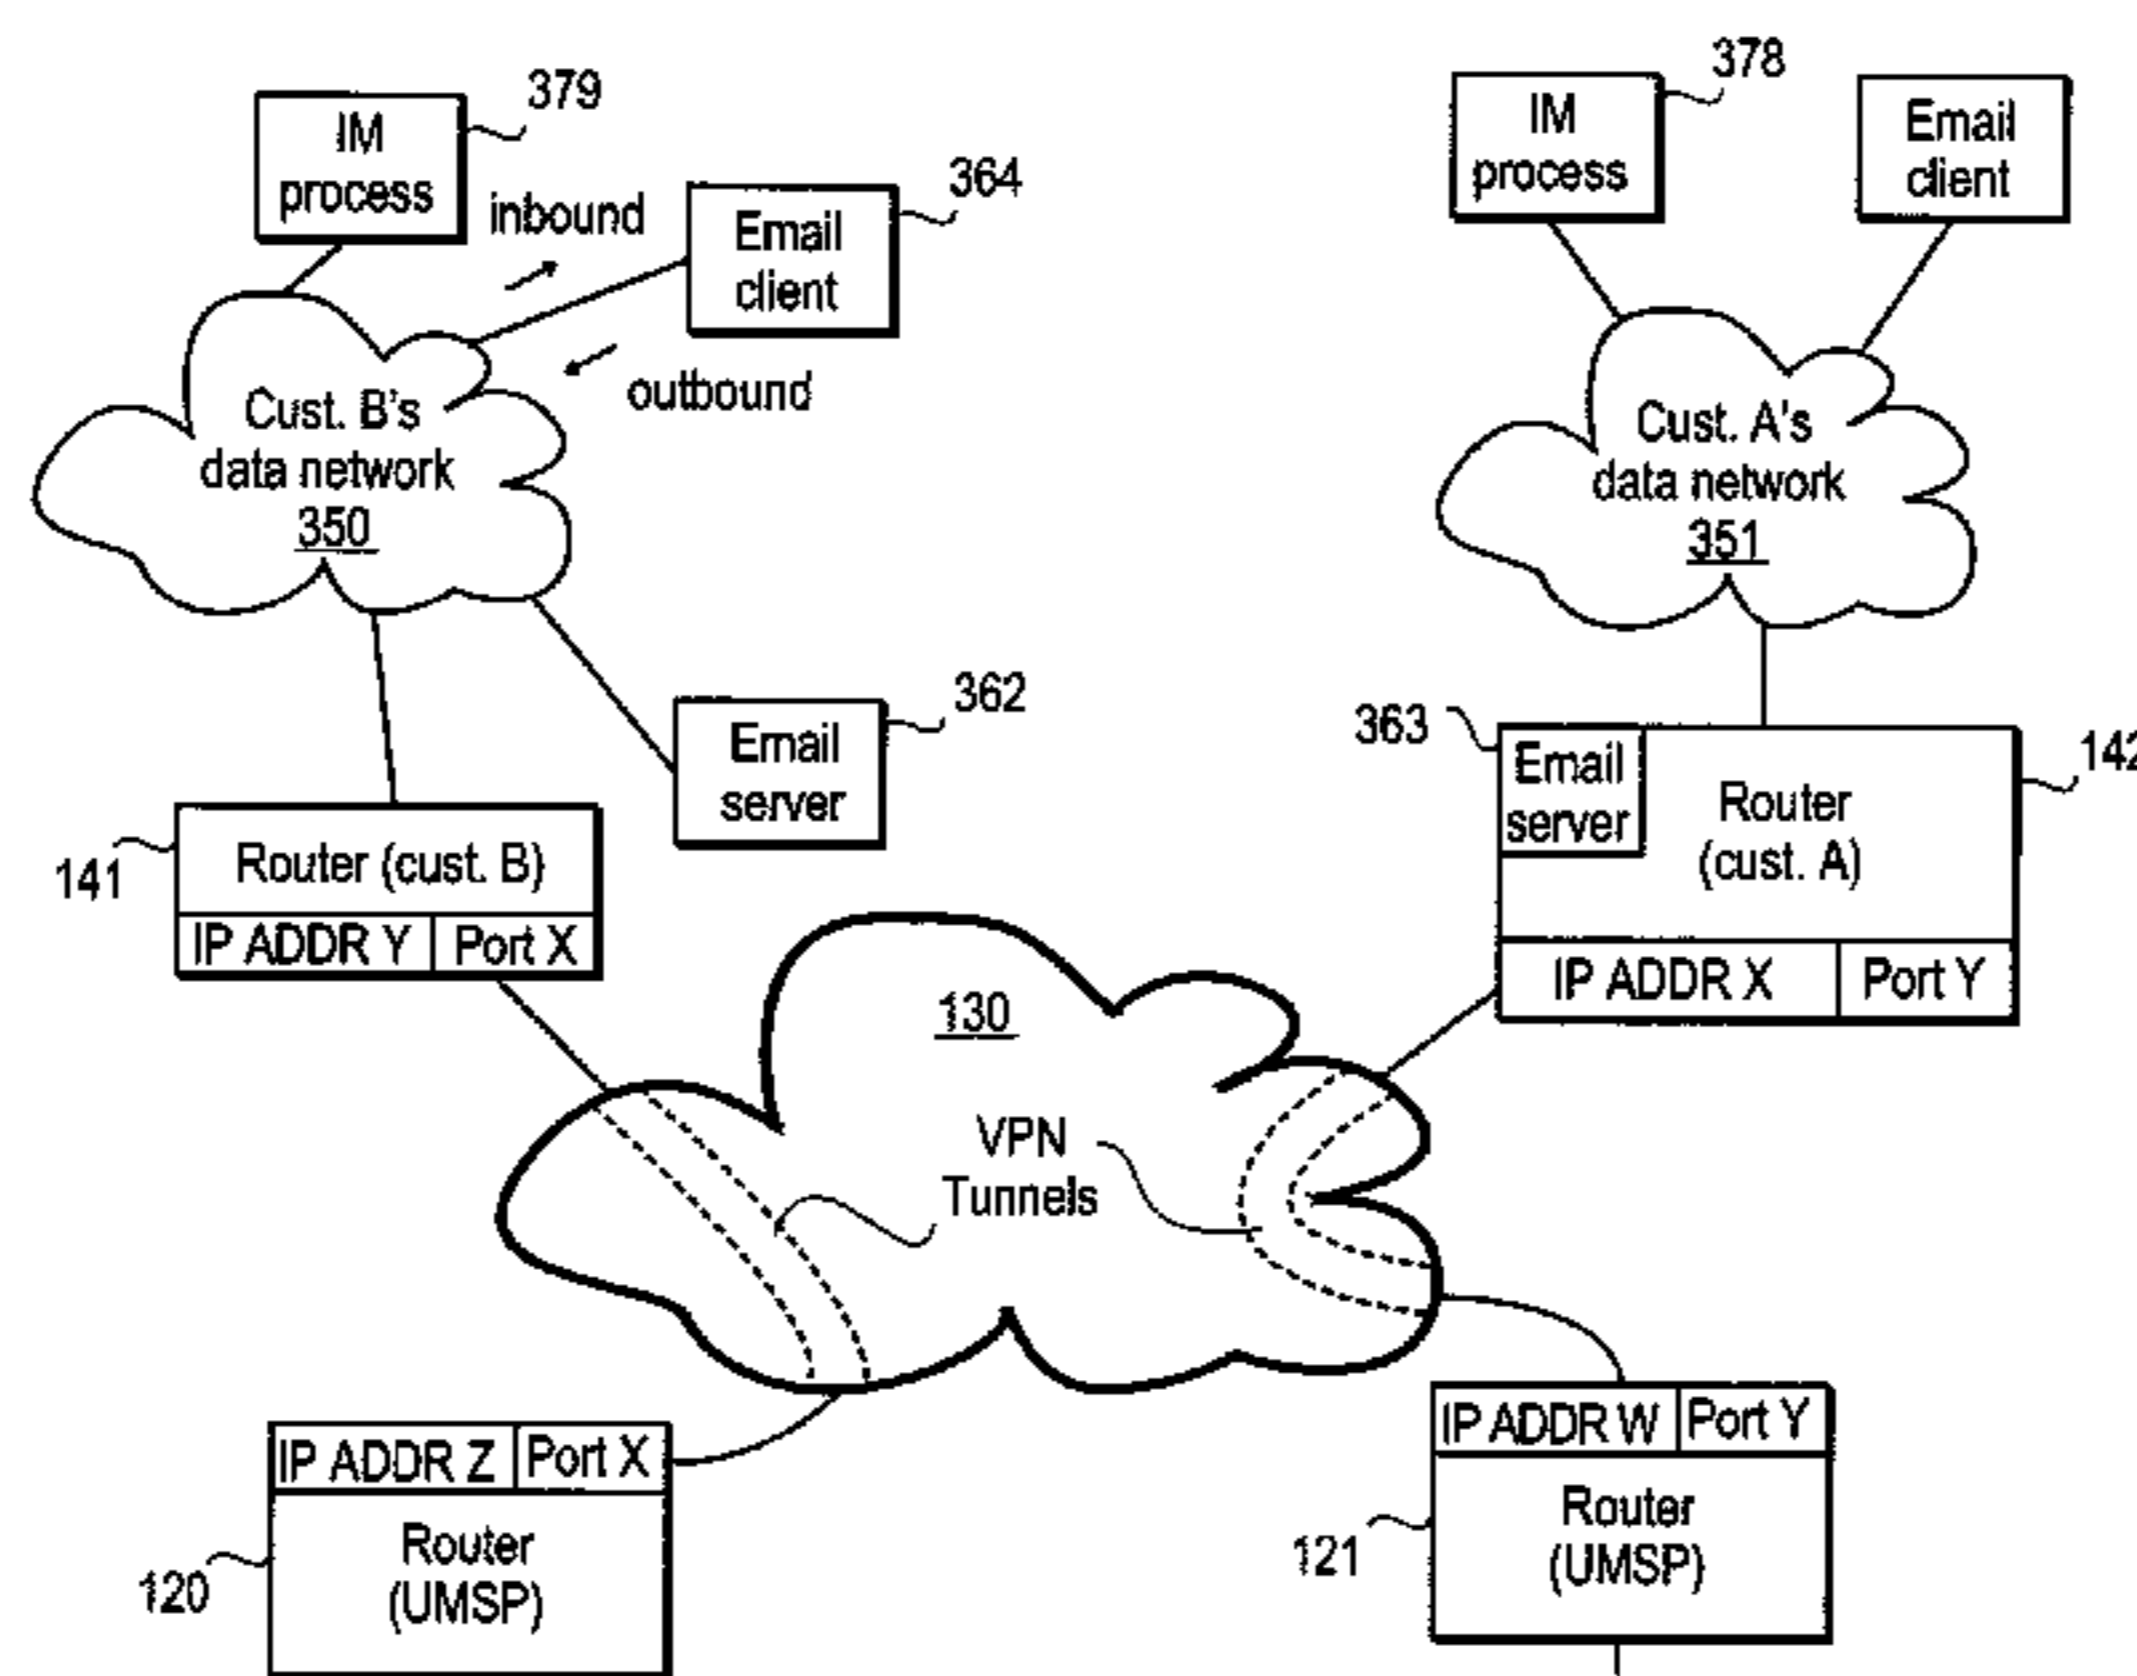 379
IM
process
inbound
364
Email
client
outbound
Cust. B's
data network
350
378
IM
process
Email
client
Cust. A's
data network
351
362
Email
server
141
Router (cust. B)
IP ADDR Y
Port X
363
Email
server
Router
(cust. A)
142
IP ADDR X
Port Y
130
VPN
Tunnels
IP ADDR Z
Port X
Router
(UMSP)
120
IP ADDR W
Port Y
Router
(UMSP)
121